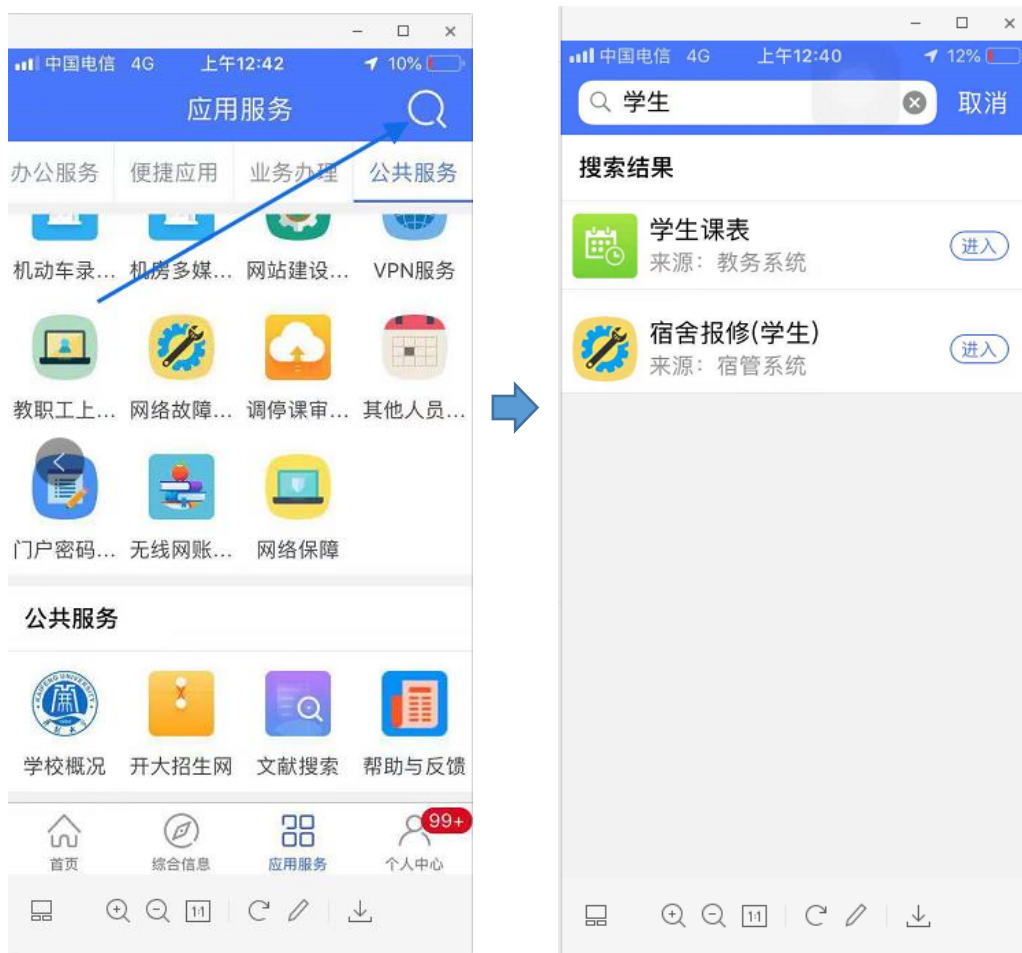 中国电信 4G 上午12:42 10%
应用服务
办公服务 便捷应用 业务办理 公共服务
机动车录... 机房多媒... 网站建设... VPN服务
教职工上... 网络故障... 调停课审... 其他人员...
门户密码... 无线网账... 网络保障
公共服务
KAIFENG UNIVERSITY
学校概况 开大招生网 文献搜索 帮助与反馈
99+
首页 综合信息 应用服务 个人中心
1:1
中国电信 4G 上午12:40 12%
学生 取消
搜索结果
学生课表
来源：教务系统
进入
宿舍报修(学生)
来源：宿管系统
进入
1:1